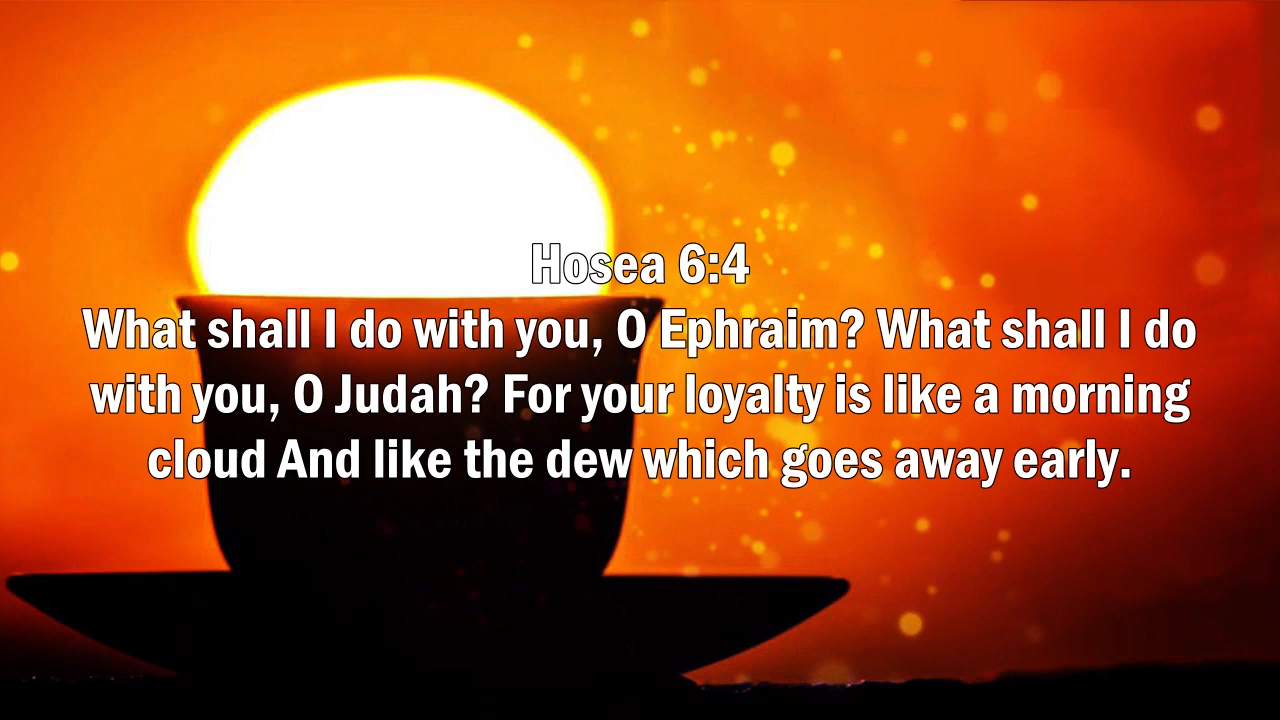 Hosea 6:4
What shall I do with you, O Ephraim? What shall I do
with you, O Judah? For your loyalty is like a morning
cloud And like the dew which goes away early.